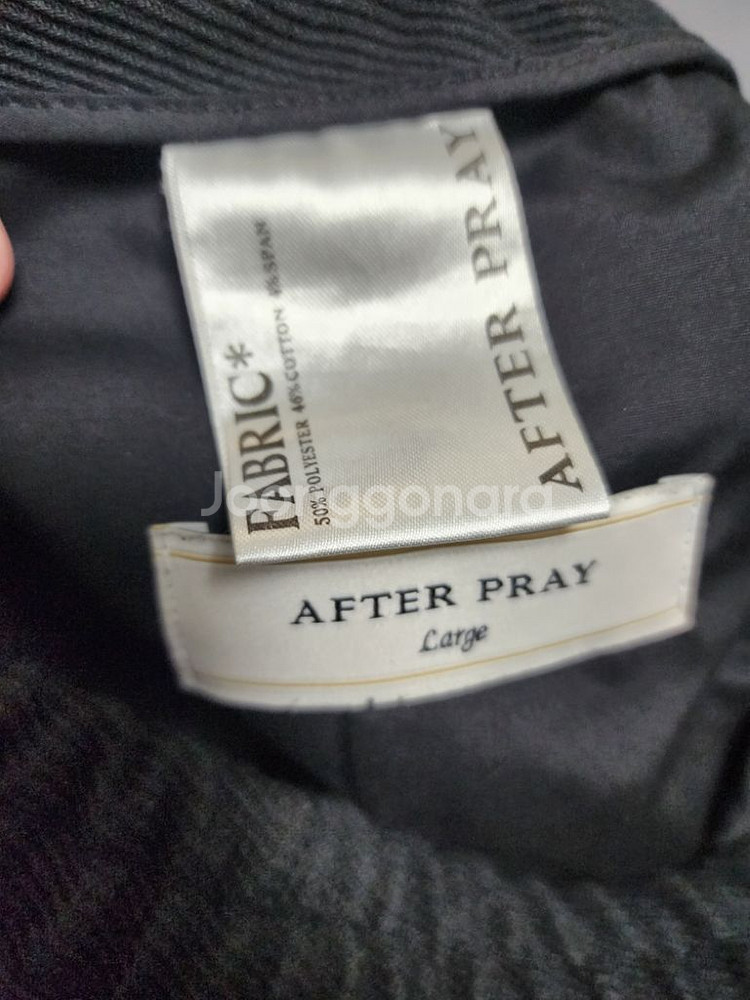 FABRIC*
50% POLYESTER 46%COTTON 4%SPAN
AFTER PRAY
Joonggonara
AFTER PRAY
Large